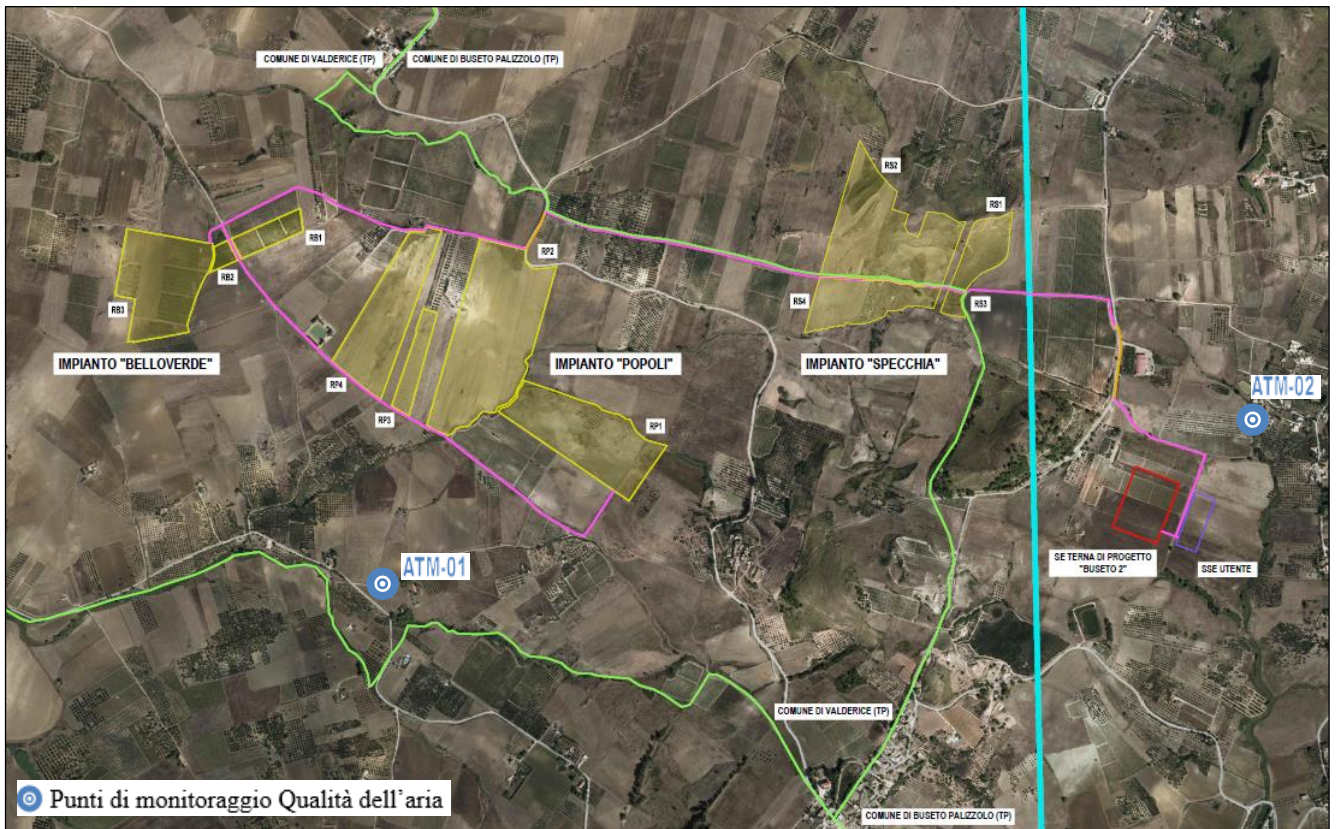 COMUNE DI VALDERICE (TP)
COMUNE DI BUSETO PALIZZOLO (TP)
RS2
RS1
RB1
RB2
RP2
RB3
RS4
RS3
IMPIANTO "BELLOVERDE"
IMPIANTO "POPOLI"
IMPIANTO "SPECCHIA"
RP4
ATM-02
RP3
RP1
SE TERNA DI PROGETTO
"BUSETO 2"
SSE UTENTE
ATM-01
COMUNE DI VALDERICE (TP)
Punti di monitoraggio Qualità dell'aria
COMUNE DI BUSETO PALIZZOLO (TP)